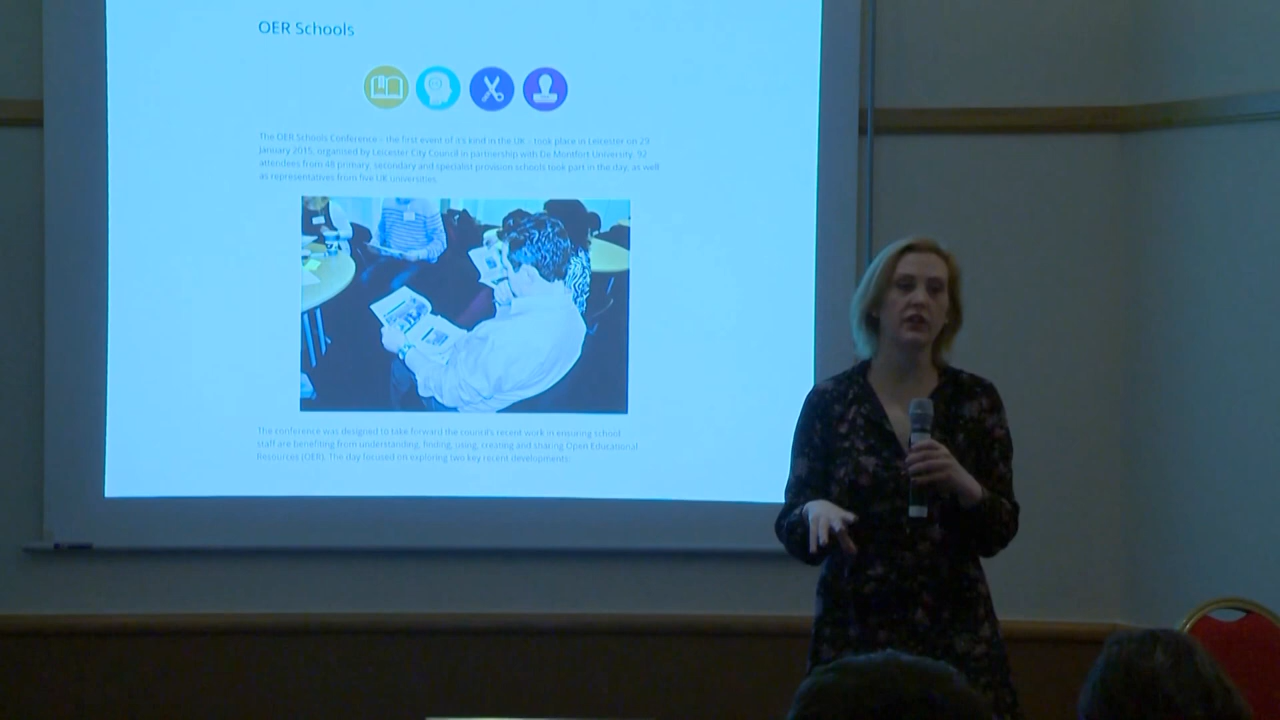 OER Schools
The OER Schools Conference - the first event of it's kind in the UK - took place in Leicester on 29
January 2015, organised by Leicester City Council in partnership with De Montfort University. 92
attendees from 48 primary, secondary and specialist provision schools took part in the day, as well
as representatives from five UK universities.
The conference was designed to take forward the council's recent work in ensuring school
staff are benefiting from understanding, finding, using, creating and sharing Open Educational
Resources (OER). The day focused on exploring two key recent developments: